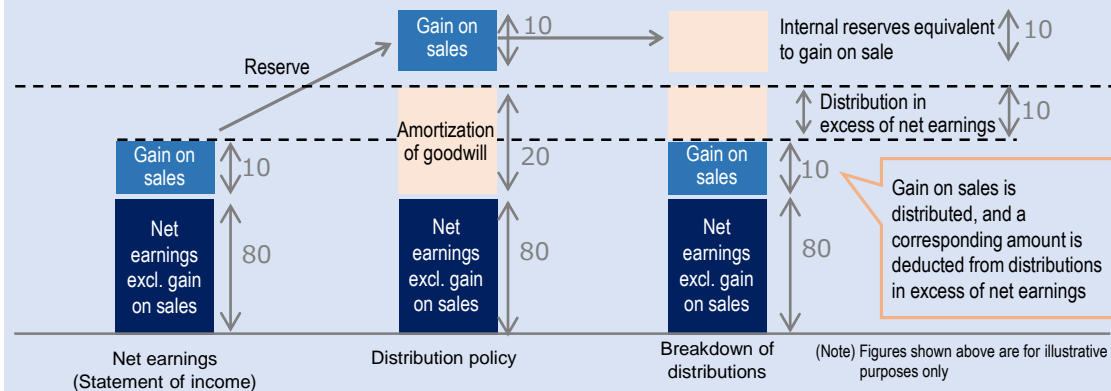 Gain on
sales
10
Internal reserves equivalent
to gain on sale
10
Reserve
Amortization
of goodwill
20
Distribution in
excess of net earnings
10
Gain on
sales
10
Gain on
sales
10
Gain on sales is
distributed, and a
corresponding amount is
deducted from distributions
in excess of net earnings
Net
earnings
excl. gain
on sales
80
Net
earnings
excl. gain
on sales
80
Net
earnings
excl. gain
on sales
80
Net earnings
(Statement of income)
Distribution policy
Breakdown of
distributions
(Note) Figures shown above are for illustrative
purposes only